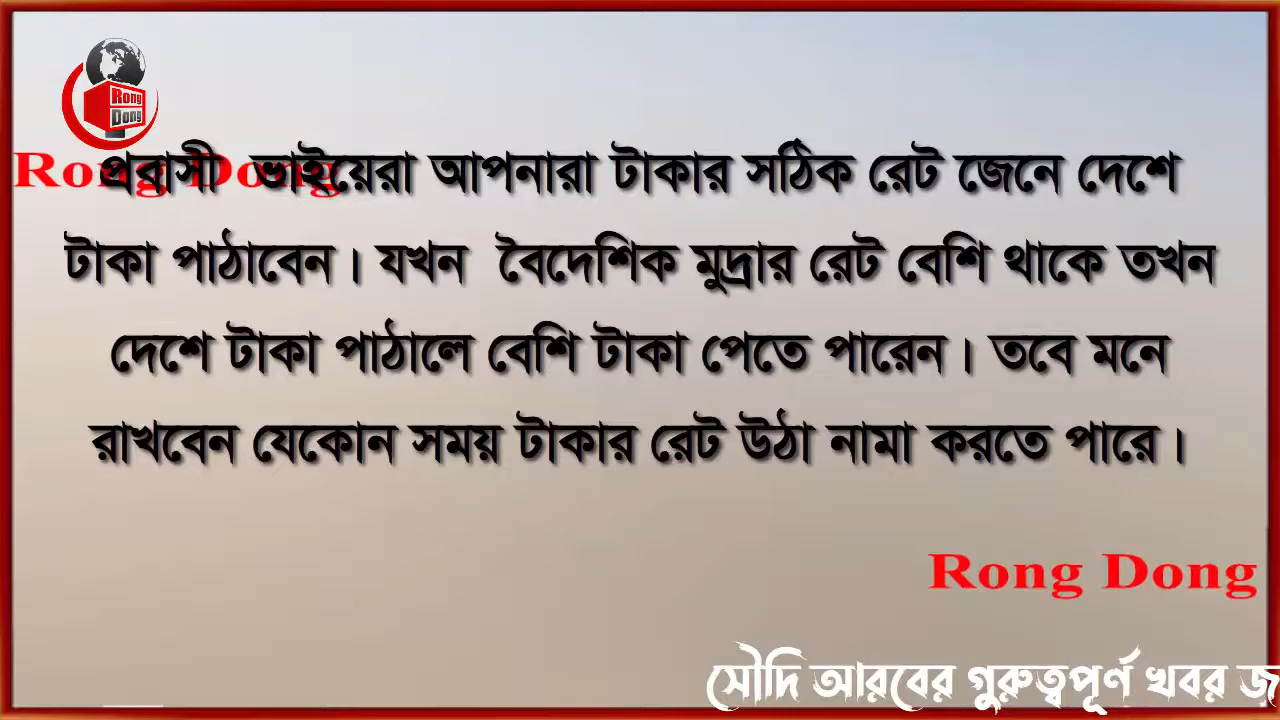 Rong
Dong
Rong Dong
প্রবাসী ভাইয়েরা আপনারা টাকার সঠিক রেট জেনে দেশে
টাকা পাঠাবেন। যখন বৈদেশিক মুদ্রার রেট বেশি থাকে তখন
দেশে টাকা পাঠালে বেশি টাকা পেতে পারেন। তবে মনে
রাখবেন যেকোন সময় টাকার রেট উঠা নামা করতে পারে।
Rong Dong
সৌদি আরবের গুরুত্বপূর্ণ খবর